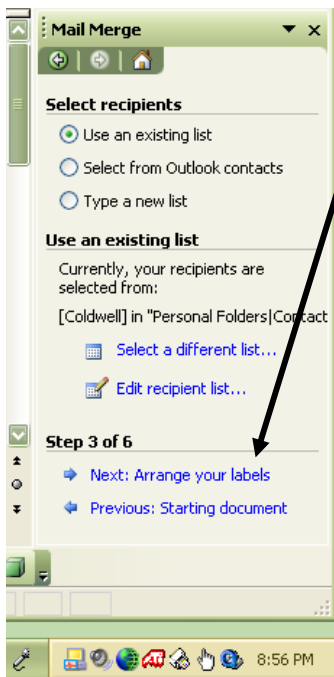 Mail Merge
Select recipients
Use an existing list
Select from Outlook contacts
Type a new list
Use an existing list
Currently, your recipients are
selected from:
[Coldwell] in "Personal Folders|Contact
Select a different list...
Edit recipient list...
Step 3 of 6
Next: Arrange your labels
Previous: Starting document
8:56 PM